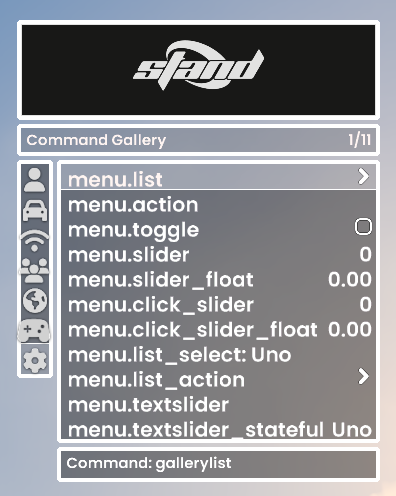 stand
Command Gallery 1/11
menu.list
menu.action
menu.toggle
menu.slider 0
menu.slider_float 0.00
menu.click_slider 0
menu.click_slider_float 0.00
menu.list_select: Uno
menu.list_action
menu.textslider
menu.textslider_stateful Uno
Command: gallerylist